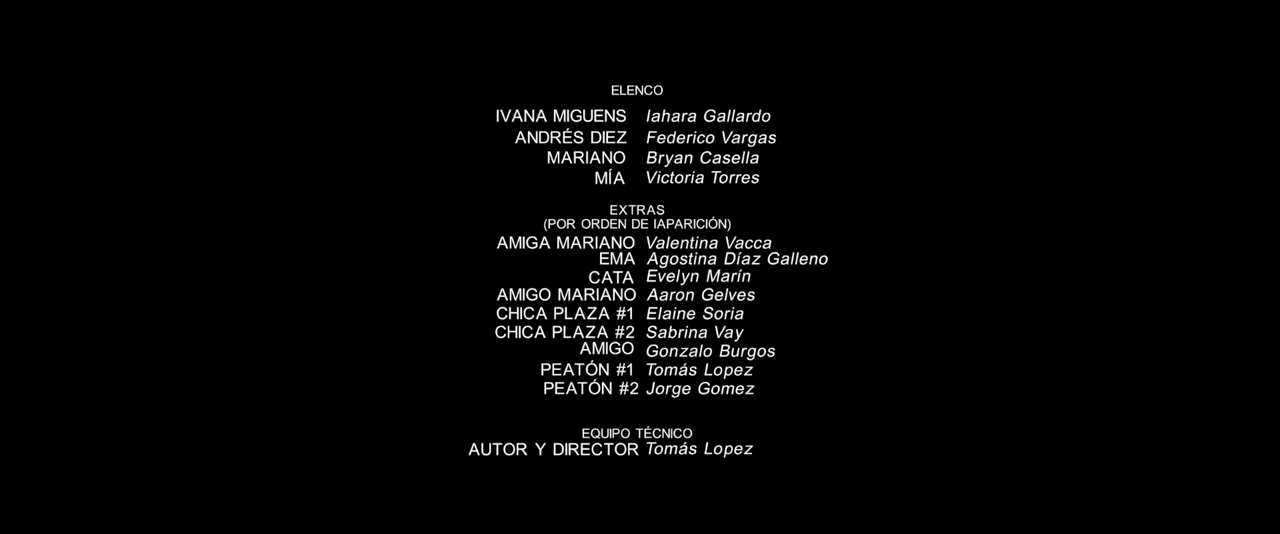 ELENCO
IVANA MIGUENS Iahara Gallardo
ANDRÉS DIEZ Federico Vargas
MARIANO Bryan Casella
MÍA Victoria Torres
EXTRAS
(POR ORDEN DE IAPARICIÓN)
AMIGA MARIANO Valentina Vacca
EMA Agostina Díaz Galleno
CATA Evelyn Marín
AMIGO MARIANO Aaron Gelves
CHICA PLAZA #1 Elaine Soria
CHICA PLAZA #2 Sabrina Vay
AMIGO Gonzalo Burgos
PEATÓN #1 Tomás Lopez
PEATÓN #2 Jorge Gomez
EQUIPO TÉCNICO
AUTOR Y DIRECTOR Tomás Lopez